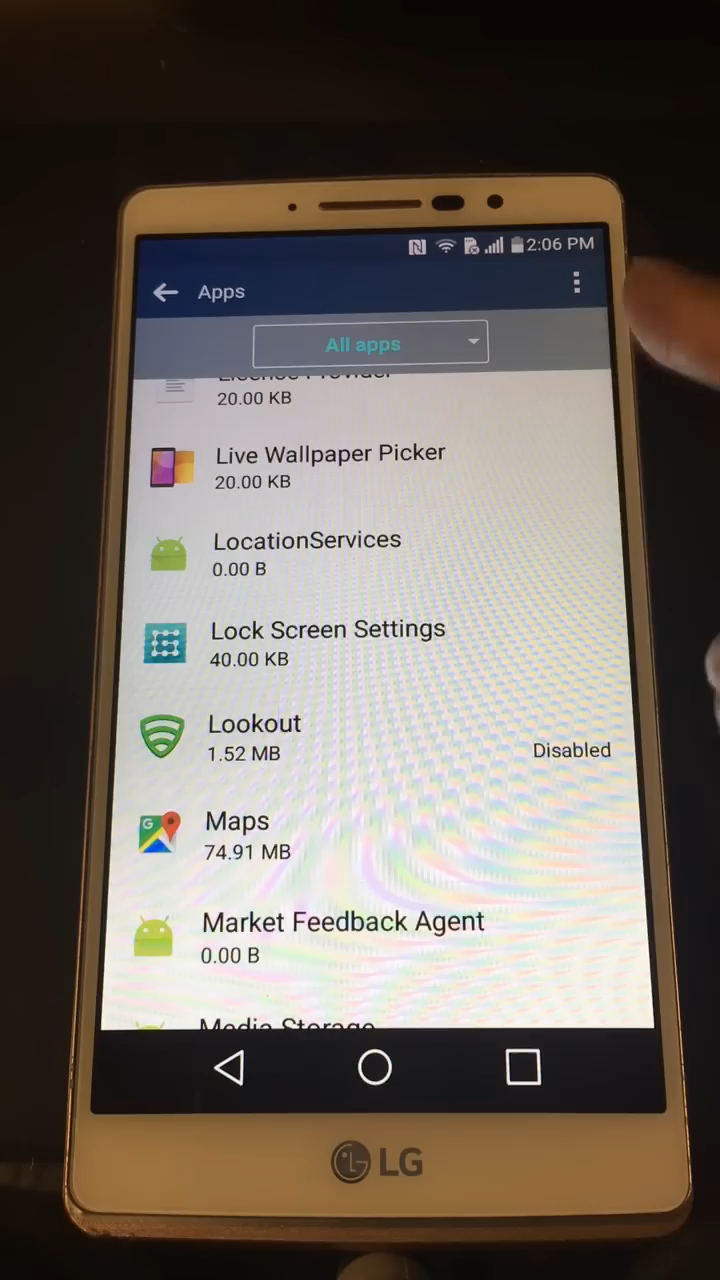 2:06 PM
Apps
All apps
License Provider
20.00 KB
Live Wallpaper Picker
20.00 KB
LocationServices
0.00 B
Lock Screen Settings
40.00 KB
Lookout
1.52 MB
Disabled
Maps
74.91 MB
Market Feedback Agent
0.00 B
Media Storage
LG